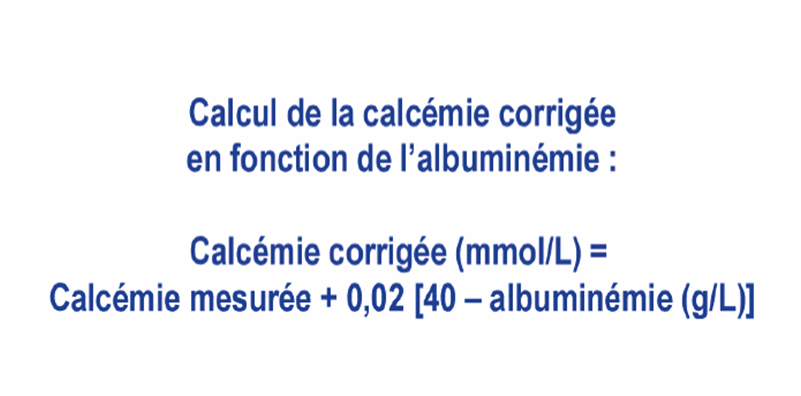 Calcul de la calcémie corrigée
en fonction de l’albuminémie :
Calcémie corrigée (mmol/L) =
Calcémie mesurée + 0,02 [40 – albuminémie (g/L)]